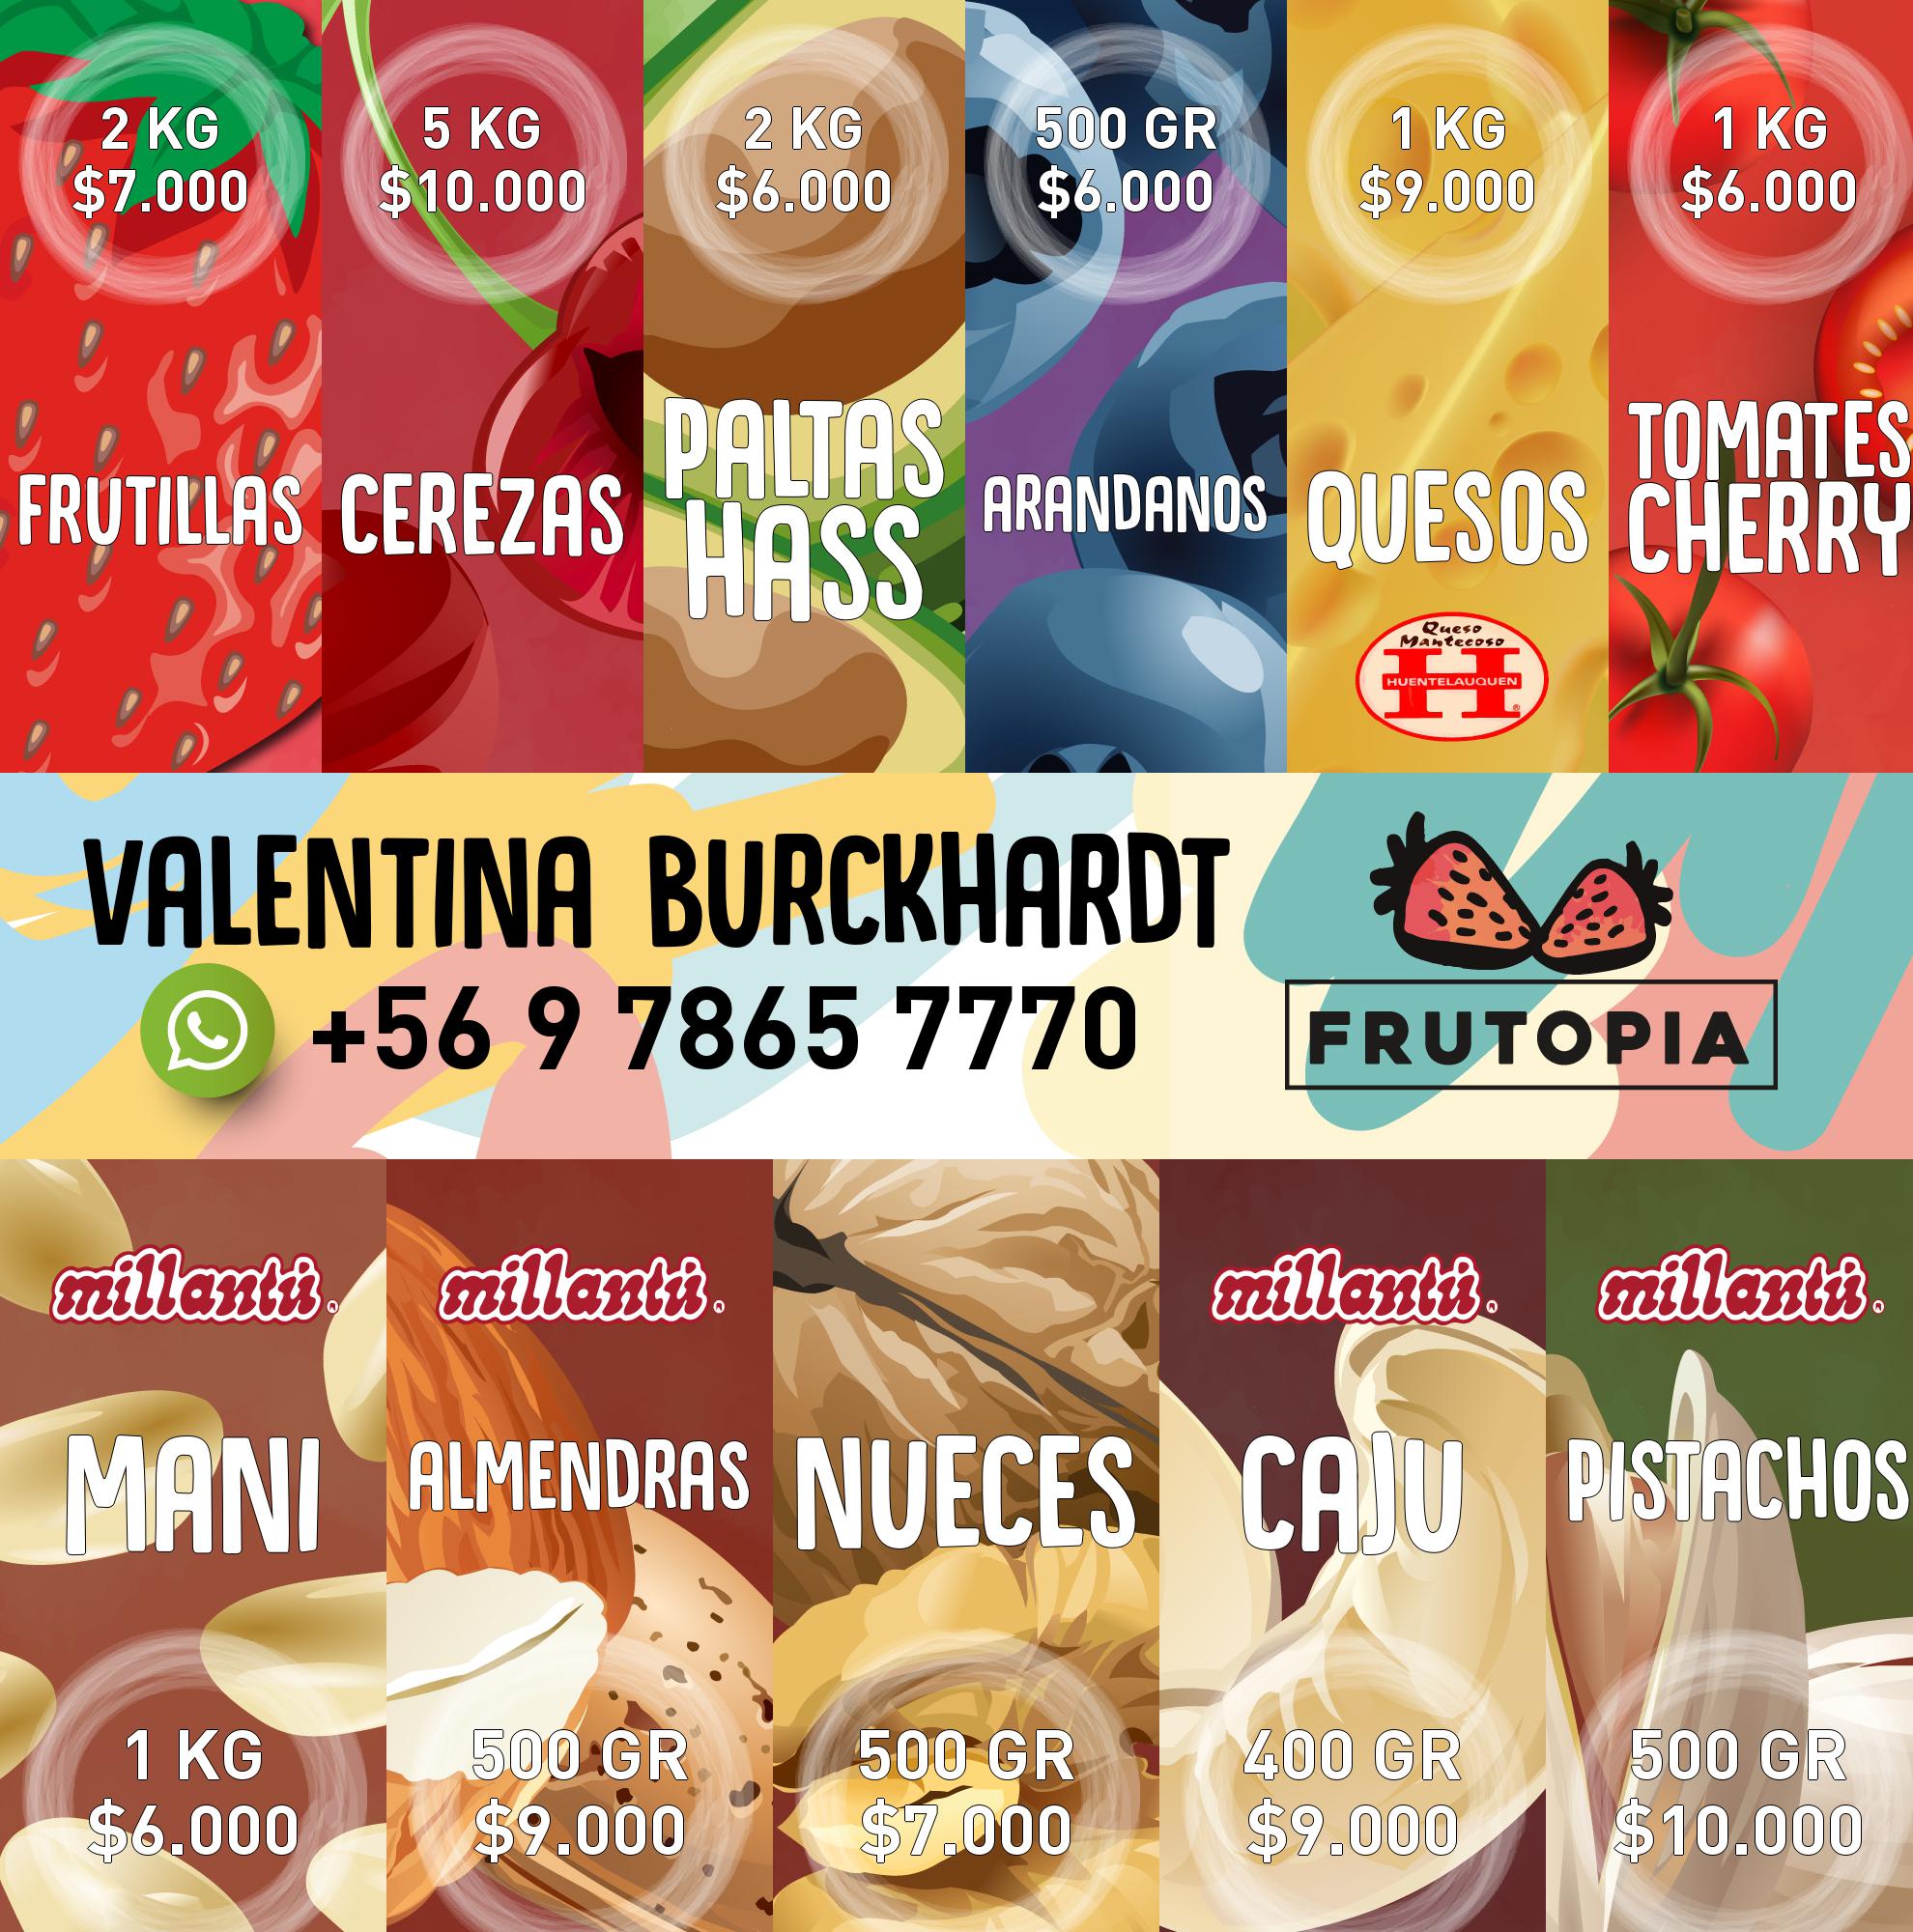 2 KG
$7.000
FRUTILLAS
5 KG
$10.000
CEREZAS
2 KG
$6.000
PALTAS
HASS
500 GR
$6.000
ARANDANOS
1 KG
$9.000
QUESOS
Queso
Mantecoso
H
HUENTELAUQUEN
®
1 KG
$6.000
TOMATES
CHERRY
VALENTINA BURCKHARDT
+56 9 7865 7770
FRUTOPIA
millantú®
MANI
1 KG
$6.000
millantú®
ALMENDRAS
500 GR
$9.000
NUECES
500 GR
$7.000
millantú®
CAJU
400 GR
$9.000
millantú®
PISTACHOS
500 GR
$10.000